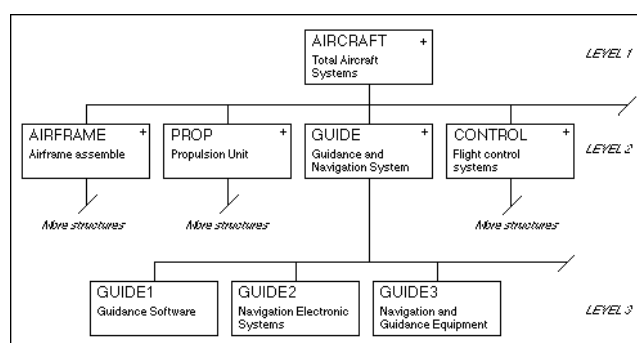 AIRCRAFT +
Total Aircraft
Systems
LEVEL 1
AIRFRAME +
Airframe assemble
PROP +
Propulsion Unit
GUIDE +
Guidance and
Navigation System
CONTROL +
Flight control
systems
LEVEL 2
More structures
More structures
More structures
GUIDE1
Guidance Software
GUIDE2
Navigation Electronic
Systems
GUIDE3
Navigation and
Guidance Equipment
LEVEL 3